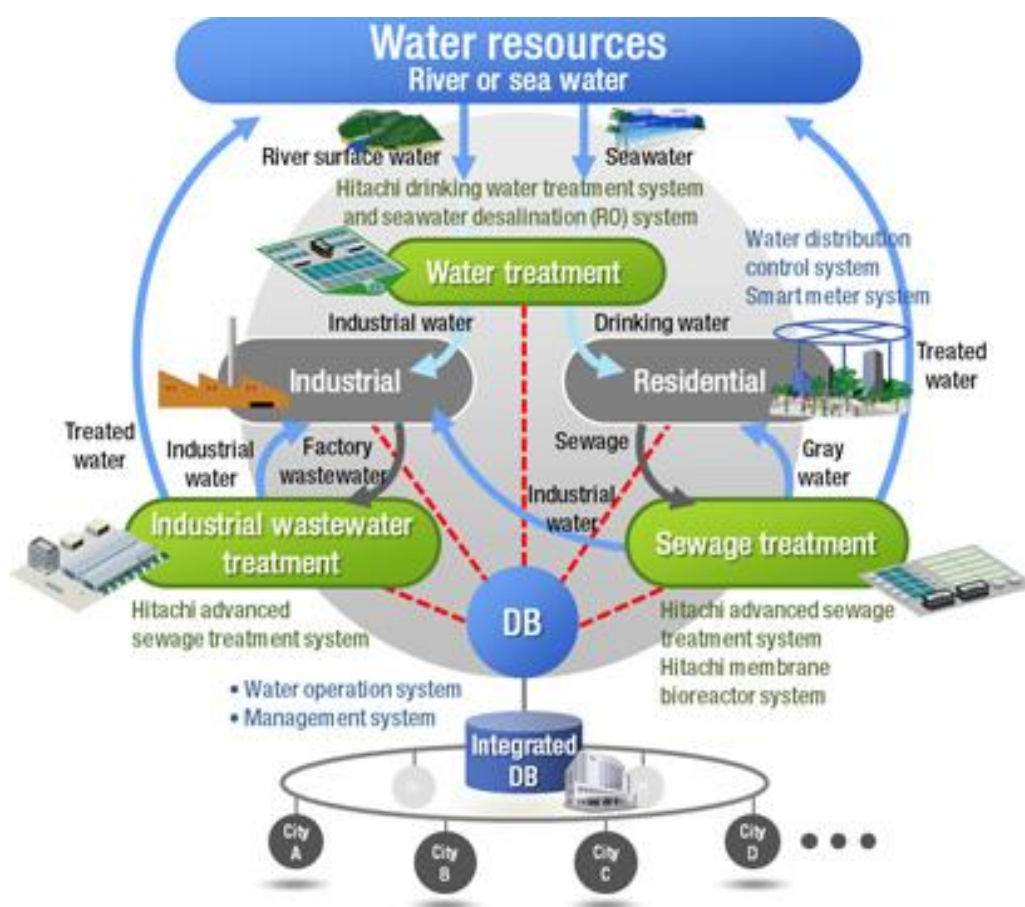 Water resources
River or sea water
River surface water
Seawater
Hitachi drinking water treatment system
and seawater desalination (RO) system
Water distribution
control system
Smart meter system
Water treatment
Industrial water
Drinking water
Industrial
Residential
Treated
water
Treated
water
Industrial
water
Factory
wastewater
Sewage
Gray
water
Industrial
water
Industrial wastewater
treatment
Sewage treatment
Hitachi advanced
sewage treatment system
DB
Hitachi advanced sewage
treatment system
Hitachi membrane
bioreactor system
• Water operation system
• Management system
Integrated
DB
City
A
City
B
City
C
City
D